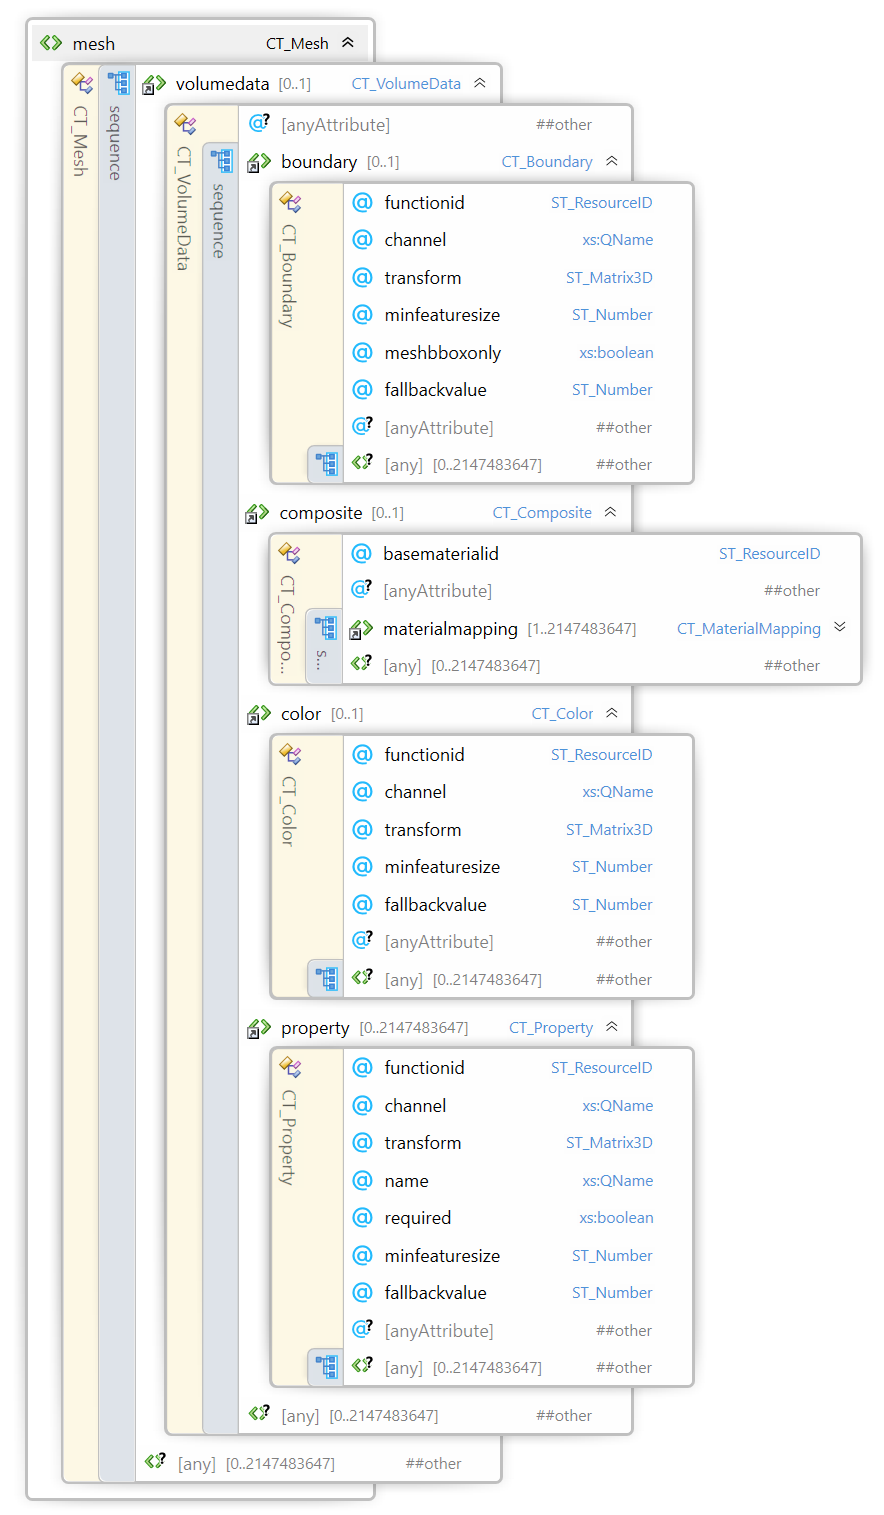 mesh CT_Mesh
CT_Mesh
sequence
volumedata [0..1] CT_VolumeData
CT_VolumeData
[anyAttribute] ##other
sequence
boundary [0..1] CT_Boundary
CT_Boundary
functionid ST_ResourceID
channel xs:QName
transform ST_Matrix3D
minfeaturesize ST_Number
meshbboxonly xs:boolean
fallbackvalue ST_Number
[anyAttribute] ##other
[any] [0..2147483647] ##other
composite [0..1] CT_Composite
CT_Compo...
basematerialid ST_ResourceID
[anyAttribute] ##other
s...
materialmapping [1..2147483647] CT_MaterialMapping
[any] [0..2147483647] ##other
color [0..1] CT_Color
CT_Color
functionid ST_ResourceID
channel xs:QName
transform ST_Matrix3D
minfeaturesize ST_Number
fallbackvalue ST_Number
[anyAttribute] ##other
[any] [0..2147483647] ##other
property [0..2147483647] CT_Property
CT_Property
functionid ST_ResourceID
channel xs:QName
transform ST_Matrix3D
name xs:QName
required xs:boolean
minfeaturesize ST_Number
fallbackvalue ST_Number
[anyAttribute] ##other
[any] [0..2147483647] ##other
[any] [0..2147483647] ##other
[any] [0..2147483647] ##other